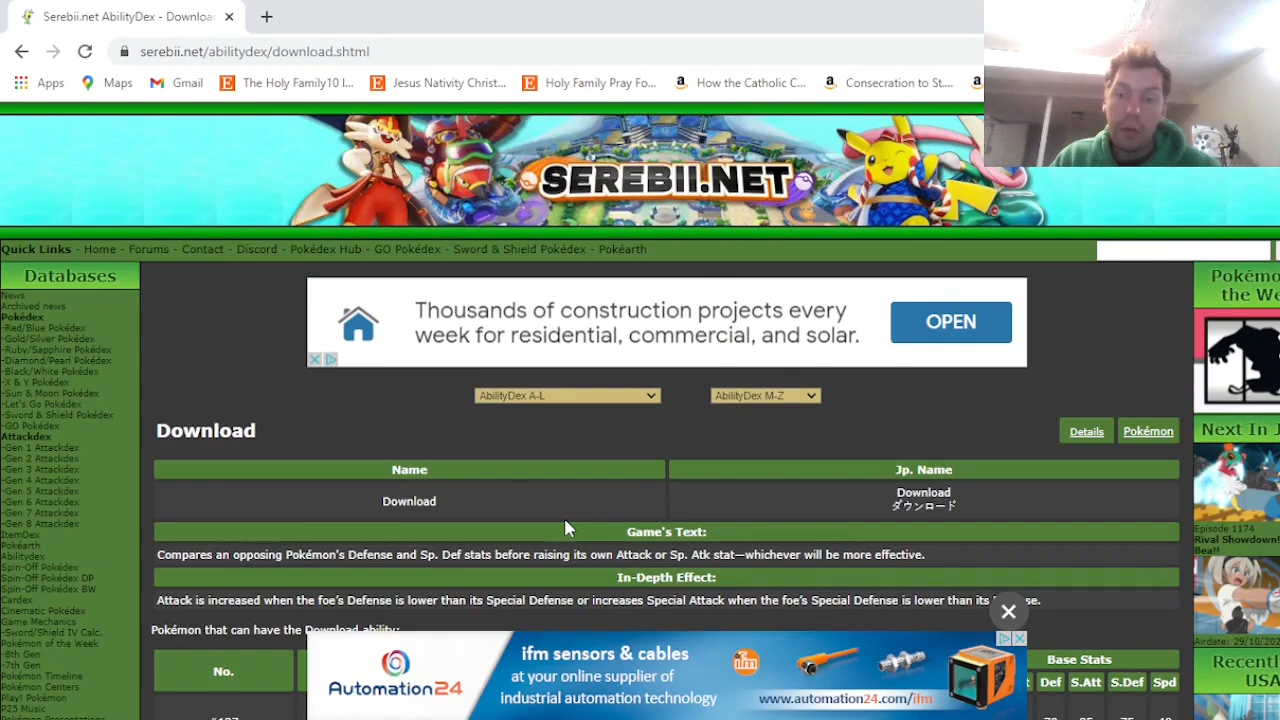 Serebii.net AbilityDex - Downloa
serebii.net/abilitydex/download.shtml
Apps
Maps
Gmail
The Holy Family10 I...
Jesus Nativity Christ...
Holy Family Pray Fo...
How the Catholic C...
Consecration to St....
SEREBII.NET
Quick Links - Home - Forums - Contact - Discord - Pokédex Hub - GO Pokédex - Sword & Shield Pokédex - Pokéarth
Databases
News
Archived news
Pokédex
-Red/Blue Pokédex
-Gold/Silver Pokédex
-Ruby/Sapphire Pokédex
-Diamond/Pearl Pokédex
-Black/White Pokédex
-X & Y Pokédex
-Sun & Moon Pokédex
-Let's Go Pokédex
-Sword & Shield Pokédex
-GO Pokédex
Attackdex
-Gen 1 Attackdex
-Gen 2 Attackdex
-Gen 3 Attackdex
-Gen 4 Attackdex
-Gen 5 Attackdex
-Gen 6 Attackdex
-Gen 7 Attackdex
-Gen 8 Attackdex
ItemDex
Pokéarth
Abilitydex
Spin-Off Pokédex
Spin-Off Pokédex DP
Spin-Off Pokédex BW
Cardex
Cinematic Pokédex
Game Mechanics
-Sword/Shield IV Calc.
Pokémon of the Week
-8th Gen
-7th Gen
Pokémon Timeline
Pokémon Centers
Play! Pokémon
P25 Music
Pokémon Presentations
Thousands of construction projects every
week for residential, commercial, and solar.
OPEN
AbilityDex A-L
AbilityDex M-Z
Download
Details
Pokémon
Name
Jp. Name
Download
Download
ダウンロード
Game's Text:
Compares an opposing Pokémon's Defense and Sp. Def stats before raising its own Attack or Sp. Atk stat—whichever will be more effective.
In-Depth Effect:
Attack is increased when the foe's Defense is lower than its Special Defense or increases Special Attack when the foe's Special Defense is lower than its
Pokémon that can have the Download ability:
No.
Base Stats
Def
S.Att
S.Def
Spd
Automation24
ifm sensors & cables
at your online supplier of
industrial automation technology
ifm
www.automation24.com/ifm
Pokémo
the We
Next In J
Episode 1174
Rival Showdown!
Bea!!
Airdate: 29/10/20
Recently
USA